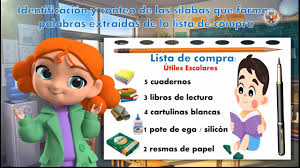 Identificación y conteo de las sílabas que forman
palabras extraídas de la lista de compra
Lista de compra:
Útiles Escolares
5 cuadernos
3 libros de lectura
4 cartulinas blancas
1 pote de ega / silicón
2 resmas de papel